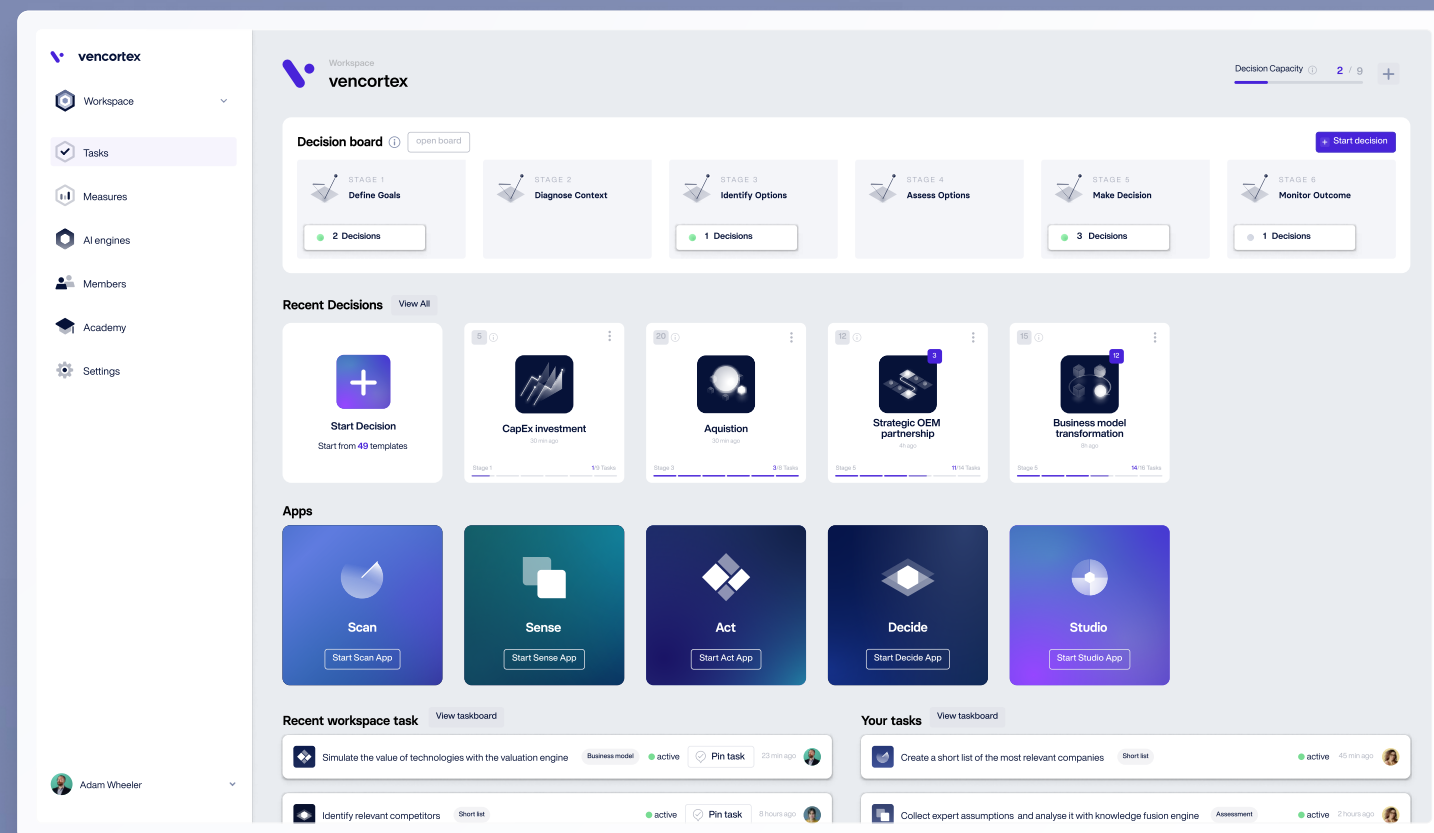 vencortex
Workspace
Tasks
Measures
AI engines
Members
Academy
Settings
Adam Wheeler
Workspace
vencortex
Decision Capacity 2 / 9
Decision board open board
Start decision
STAGE 1
Define Goals
2 Decisions
STAGE 2
Diagnose Context
STAGE 3
Identify Options
1 Decisions
STAGE 4
Assess Options
STAGE 5
Make Decision
3 Decisions
STAGE 6
Monitor Outcome
1 Decisions
Recent Decisions View All
Start Decision
Start from 49 templates
5
CapEx investment
30 min ago
Stage 1 1/9 Tasks
20
Aquistion
30 min ago
Stage 3 3/8 Tasks
12
3
Strategic OEM
partnership
4h ago
Stage 5 11/14 Tasks
15
12
Business model
transformation
8h ago
Stage 5 14/16 Tasks
Apps
Scan
Start Scan App
Sense
Start Sense App
Act
Start Act App
Decide
Start Decide App
Studio
Start Studio App
Recent workspace task View taskboard
Simulate the value of technologies with the valuation engine Business model active Pin task 23 min ago
Identify relevant competitors Short list active Pin task 8 hours ago
Your tasks View taskboard
Create a short list of the most relevant companies Short list active 45 min ago
Collect expert assumptions and analyse it with knowledge fusion engine Assessment active 2 hours ago